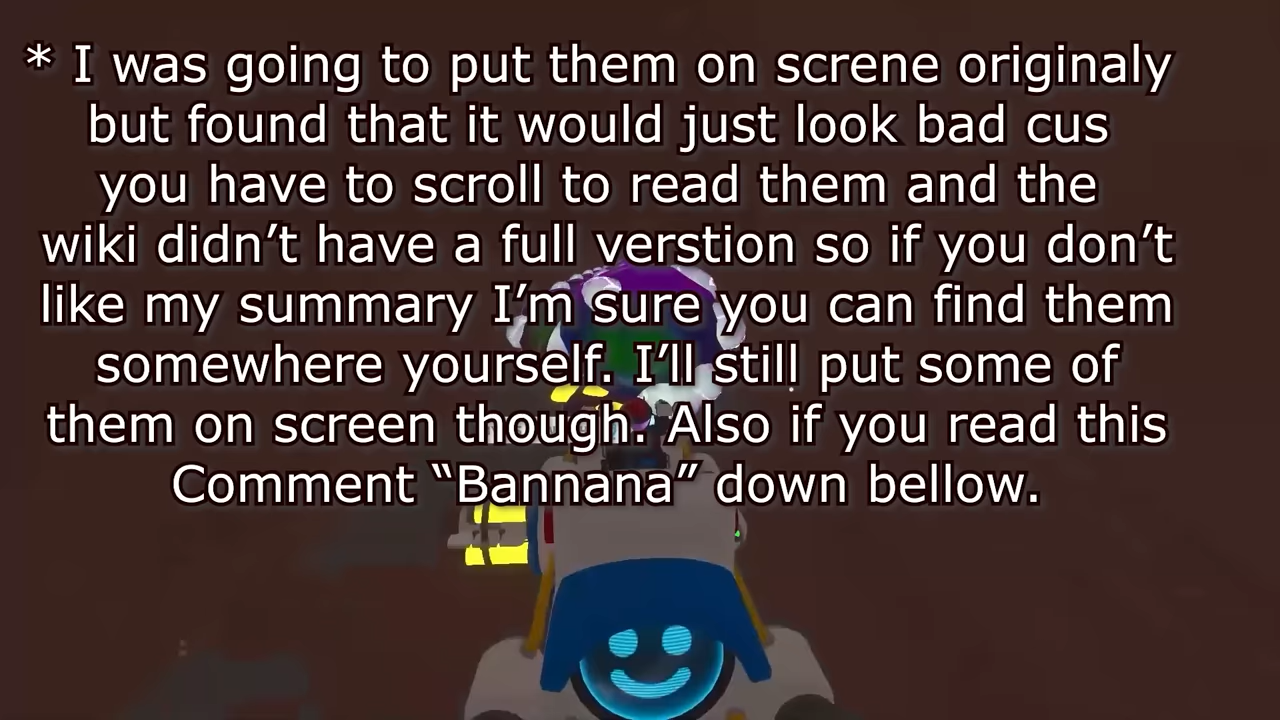 * I was going to put them on screne originaly
but found that it would just look bad cus
you have to scroll to read them and the
wiki didn’t have a full verstion so if you don’t
like my summary I’m sure you can find them
somewhere yourself. I’ll still put some of
them on screen though. Also if you read this
Comment “Bannana” down bellow.